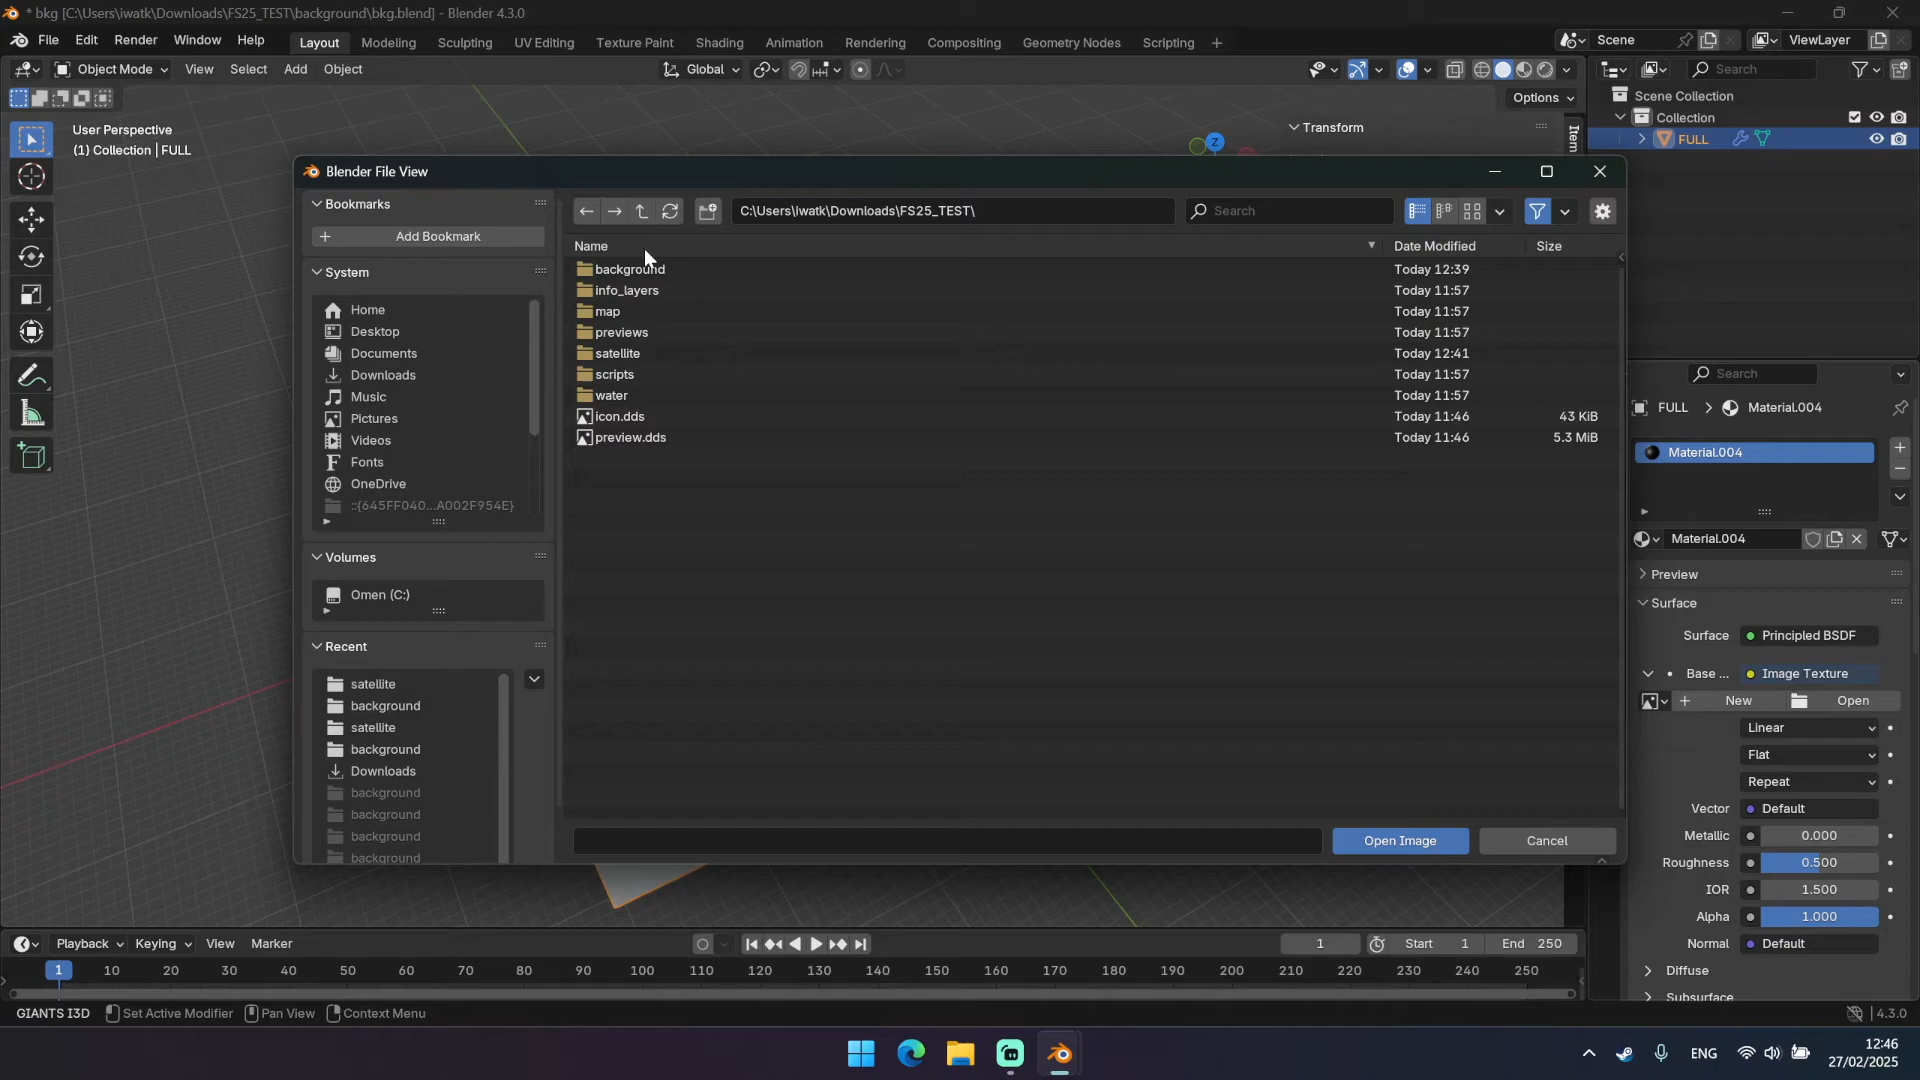 * bkg [C:\Users\iwatk\Downloads\FS25_TEST\background\bkg.blend] - Blender 4.3.0
File Edit Render Window Help
Layout Modeling Sculpting UV Editing Texture Paint Shading Animation Rendering Compositing Geometry Nodes Scripting +
Scene
ViewLayer
Object Mode View Select Add Object
Global
Search
Options
Scene Collection
Collection
FULL
User Perspective
(1) Collection | FULL
Transform
Item
Z
Blender File View
Bookmarks
Add Bookmark
C:\Users\iwatk\Downloads\FS25_TEST\
Search
Name Date Modified Size
background Today 12:39
info_layers Today 11:57
map Today 11:57
previews Today 11:57
satellite Today 12:41
scripts Today 11:57
water Today 11:57
icon.dds Today 11:46 43 KiB
preview.dds Today 11:46 5.3 MiB
System
Home
Desktop
Documents
Downloads
Music
Pictures
Videos
Fonts
OneDrive
::{645FF040...A002F954E}
Volumes
Omen (C:)
Recent
satellite
background
satellite
background
Downloads
background
background
background
background
Open Image
Cancel
Search
FULL > Material.004
Material.004
Material.004
Preview
Surface
Surface Principled BSDF
Base ... Image Texture
New Open
Linear
Flat
Repeat
Vector Default
Metallic 0.000
Roughness 0.500
IOR 1.500
Alpha 1.000
Normal Default
Diffuse
Subsurface
Playback Keying View Marker
1 Start 1 End 250
1 10 20 30 40 50 60 70 80 90 100 110 120 130 140 150 160 170 180 190 200 210 220 230 240 250
GIANTS I3D Set Active Modifier Pan View Context Menu
4.3.0
ENG
12:46
27/02/2025